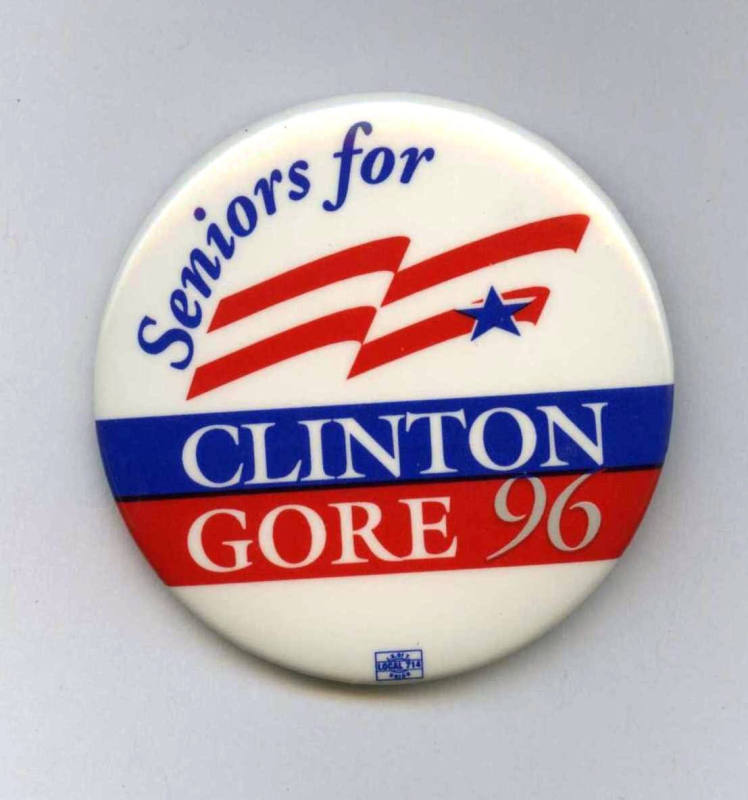 Seniors for
CLINTON
GORE 96
LOCAL 714